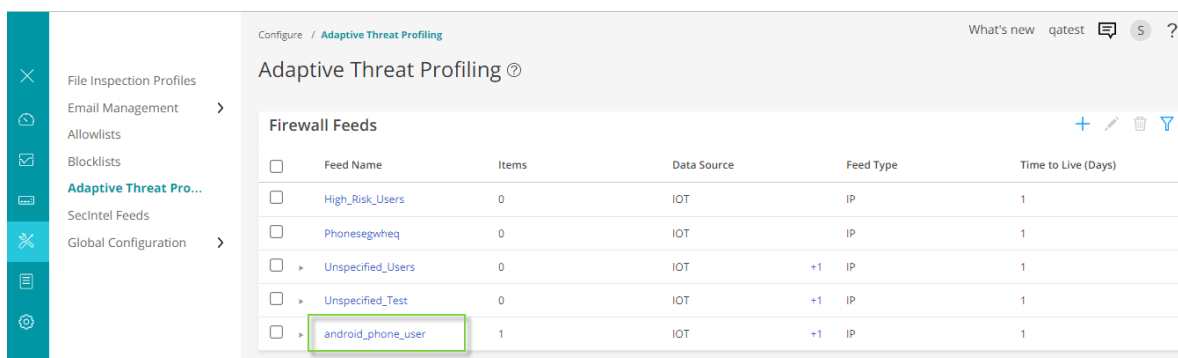 Configure / Adaptive Threat Profiling
What's new qatest S ?
Adaptive Threat Profiling ?
File Inspection Profiles
Email Management
Allowlists
Blocklists
Adaptive Threat Pro...
SecIntel Feeds
Global Configuration
Firewall Feeds
Feed Name Items Data Source Feed Type Time to Live (Days)
High_Risk_Users 0 IOT IP 1
Phonesegwheq 0 IOT IP 1
Unspecified_Users 0 IOT +1 IP 1
Unspecified_Test 0 IOT +1 IP 1
android_phone_user 1 IOT +1 IP 1